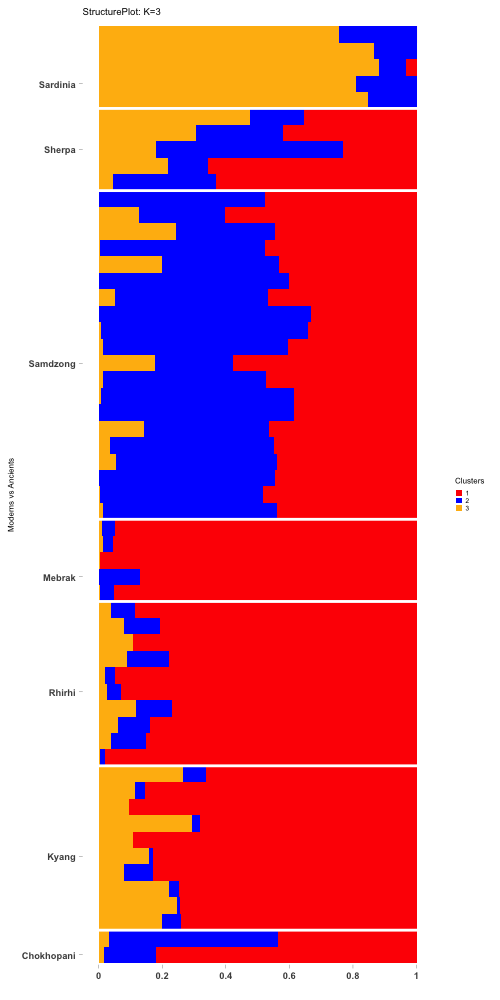 StructurePlot: K=3
Sardinia
Sherpa
Samdzong
Mebrak
Rhirhi
Kyang
Chokhopani
Moderns vs Ancients
0 0.2 0.4 0.6 0.8 1
Clusters
1
2
3